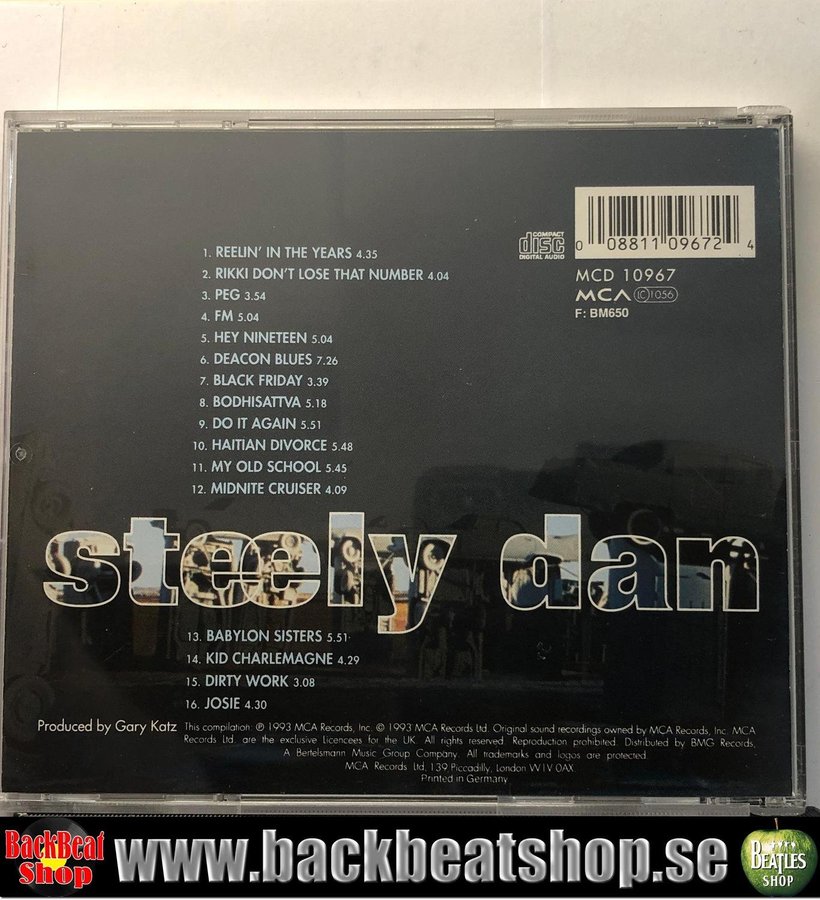 COMPACT
disc
DIGITAL AUDIO
0 08811 09672 4
MCD 10967
MCA LC 1056
F: BM650
1. REELIN' IN THE YEARS 4.35
2. RIKKI DON'T LOSE THAT NUMBER 4.04
3. PEG 3.54
4. FM 5.04
5. HEY NINETEEN 5.04
6. DEACON BLUES 7.26
7. BLACK FRIDAY 3.39
8. BODHISATTVA 5.18
9. DO IT AGAIN 5.51
10. HAITIAN DIVORCE 5.48
11. MY OLD SCHOOL 5.45
12. MIDNITE CRUISER 4.09
steely dan
13. BABYLON SISTERS 5.51
14. KID CHARLEMAGNE 4.29
15. DIRTY WORK 3.08
16. JOSIE 4.30
Produced by Gary Katz This compilation: ℗ 1993 MCA Records, Inc. © 1993 MCA Records Ltd. Original sound recordings owned by MCA Records, Inc. MCA
Records Ltd. are the exclusive Licencees for the UK. All rights reserved. Reproduction prohibited. Distributed by BMG Records,
A Bertelsmann Music Group Company. All trademarks and logos are protected.
MCA Records Ltd, 139 Piccadilly, London W1V 0AX
Printed in Germany
BackBeat
Shop
www.backbeatshop.se
BEATLES
SHOP